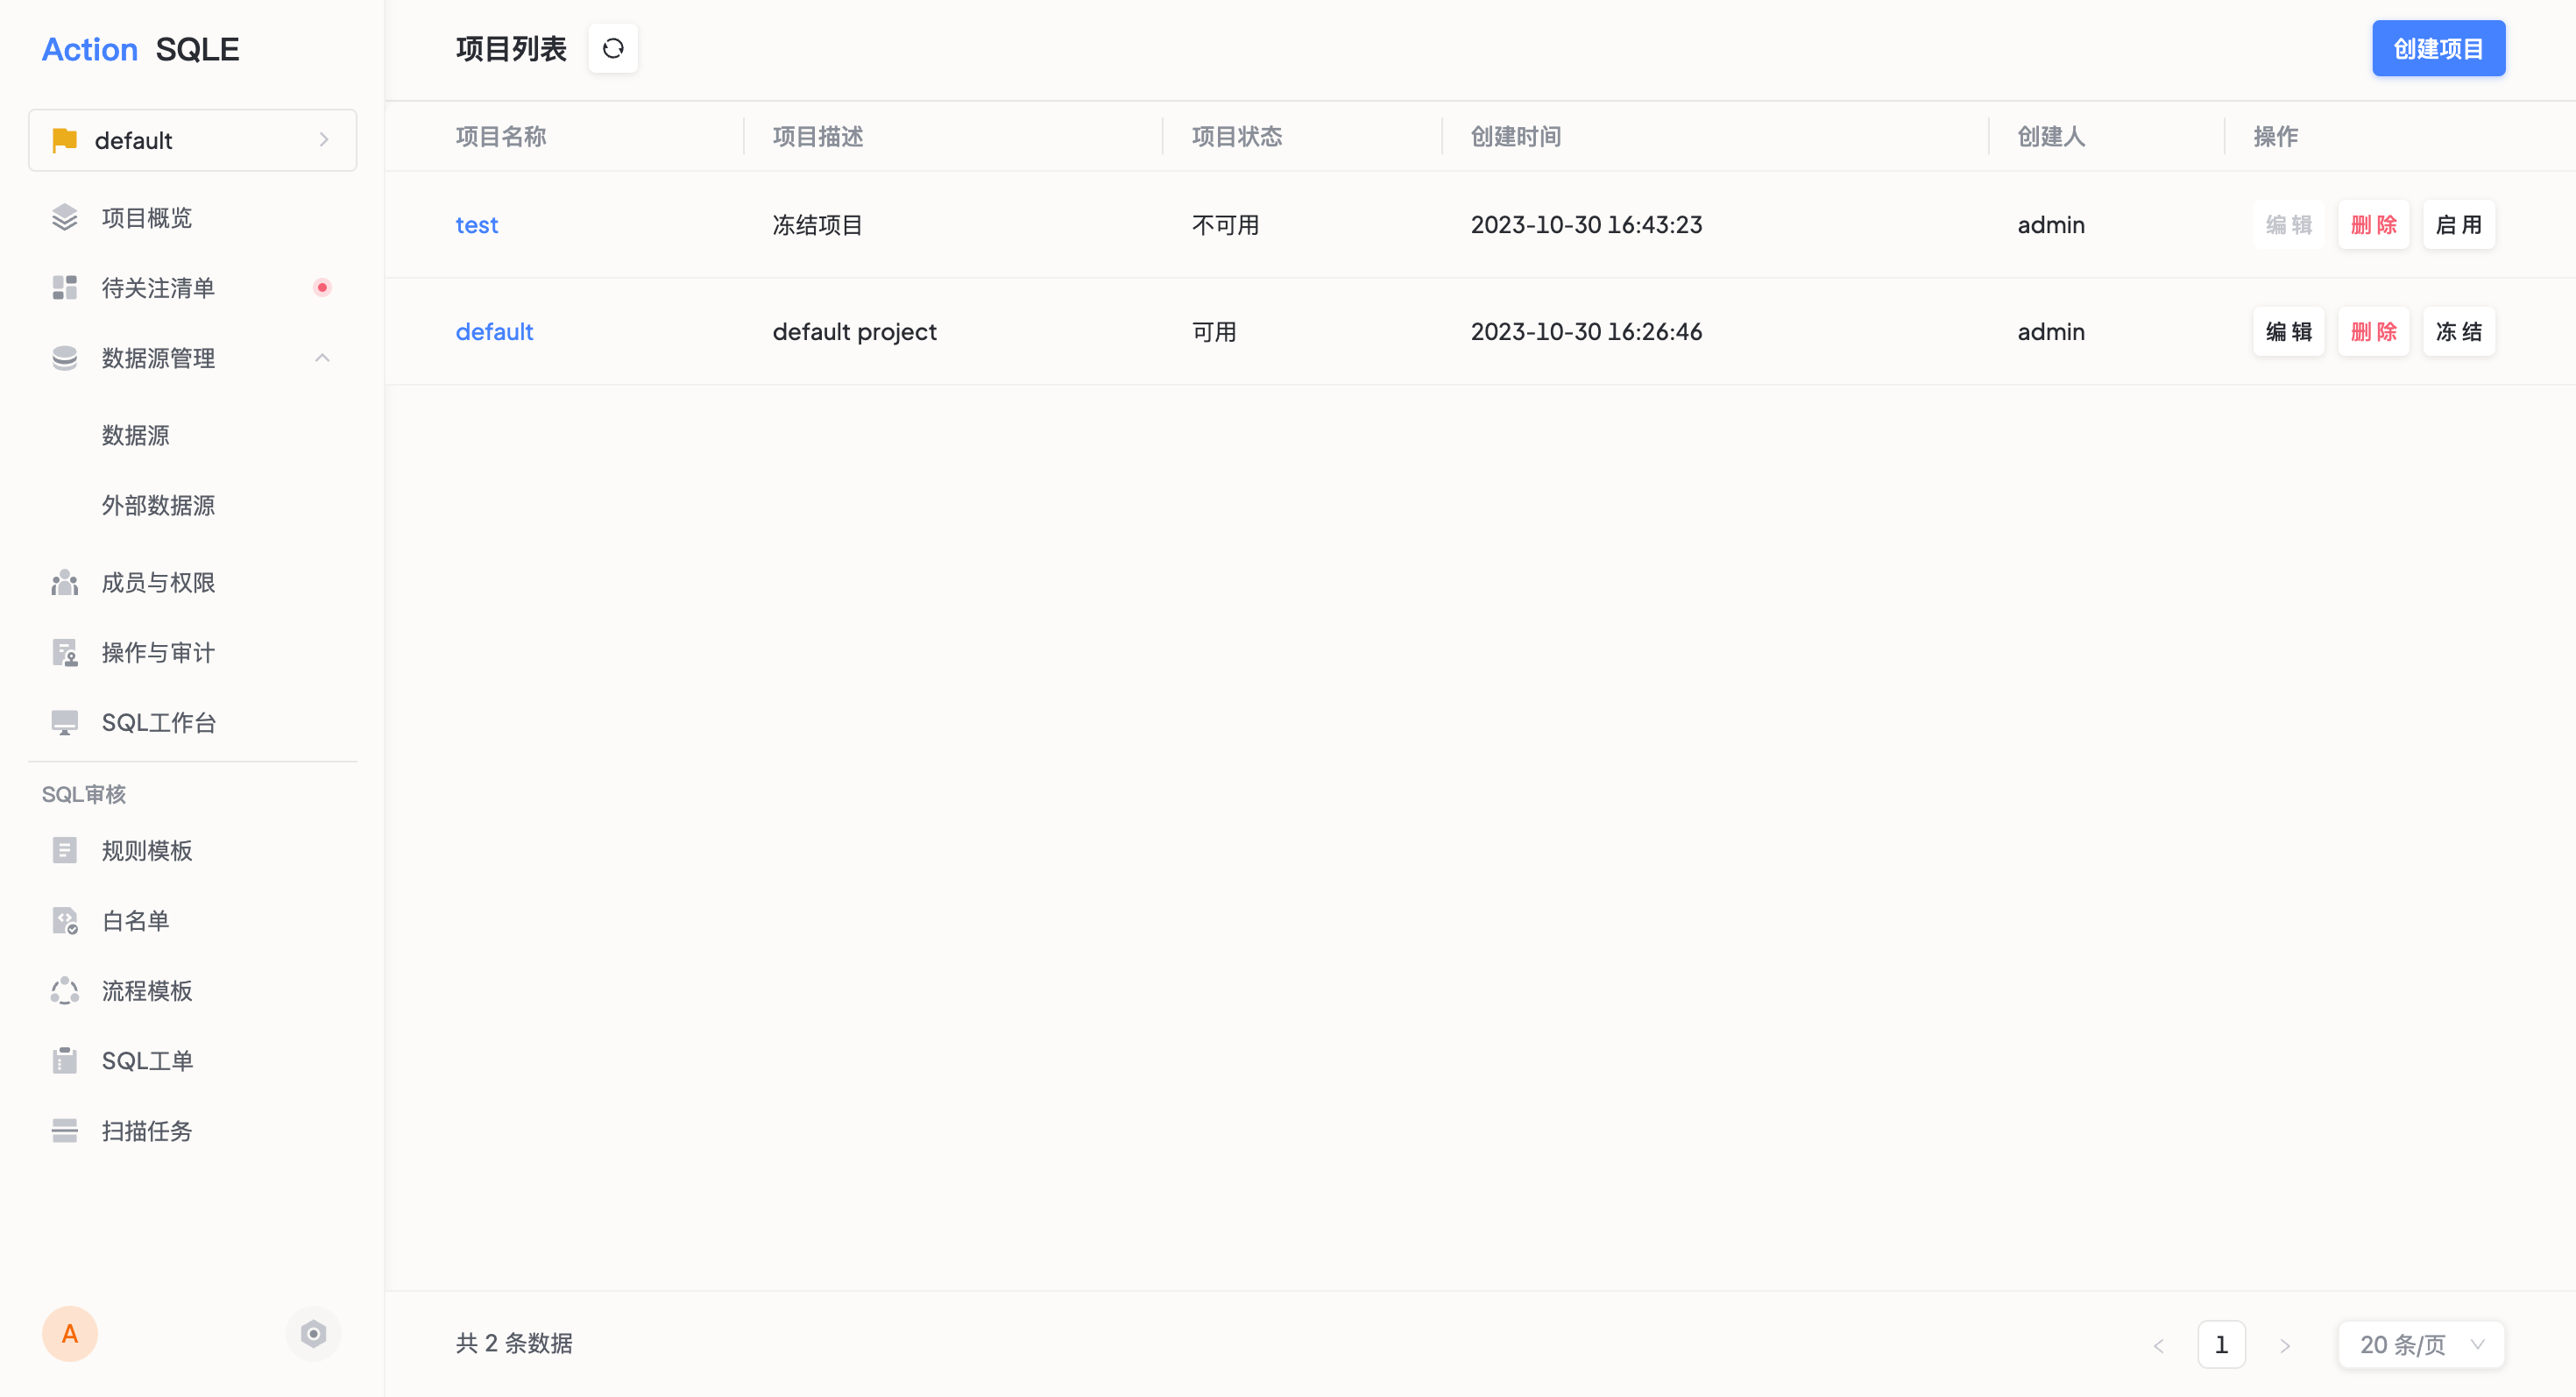 Action SQLE
default
项目概览
待关注清单
数据源管理
数据源
外部数据源
成员与权限
操作与审计
SQL工作台
SQL审核
规则模板
白名单
流程模板
SQL工单
扫描任务
A
项目列表
创建项目
项目名称 项目描述 项目状态 创建时间 创建人 操作
test 冻结项目 不可用 2023-10-30 16:43:23 admin 编辑 删除 启用
default default project 可用 2023-10-30 16:26:46 admin 编辑 删除 冻结
共 2 条数据 1 20 条/页